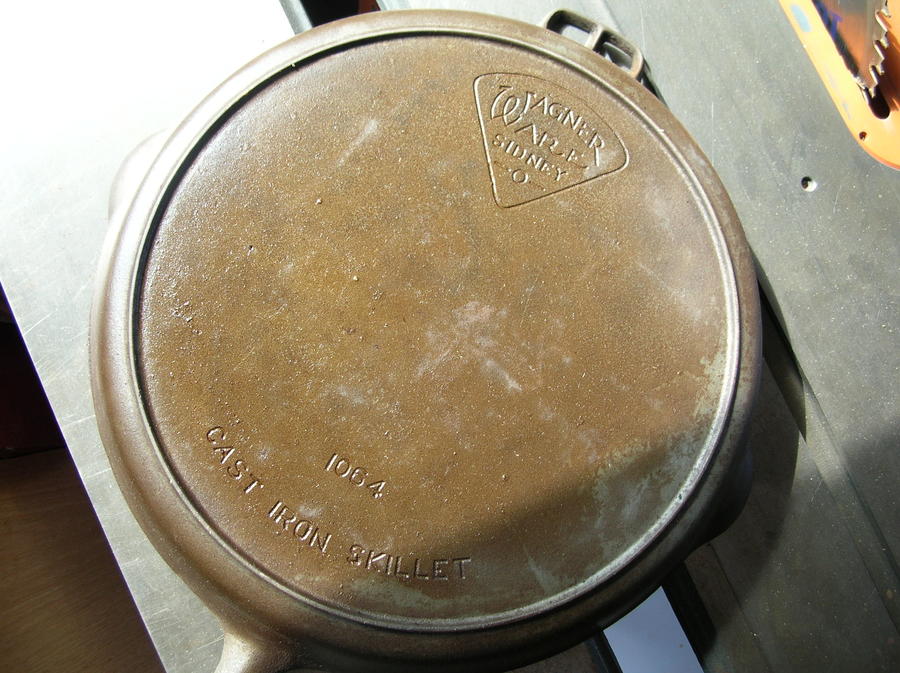 WAGNER
WARE
SIDNEY
-O-
1064
CAST IRON SKILLET